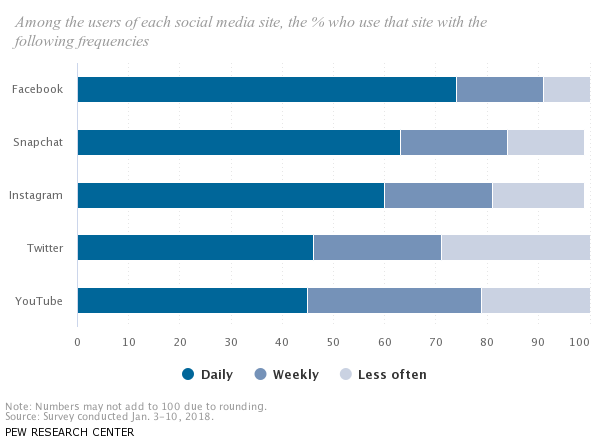 Among the users of each social media site, the % who use that site with the
following frequencies
Facebook
Snapchat
Instagram
Twitter
YouTube
0 10 20 30 40 50 60 70 80 90 100
Daily Weekly Less often
Note: Numbers may not add to 100 due to rounding.
Source: Survey conducted Jan. 3-10, 2018.
PEW RESEARCH CENTER